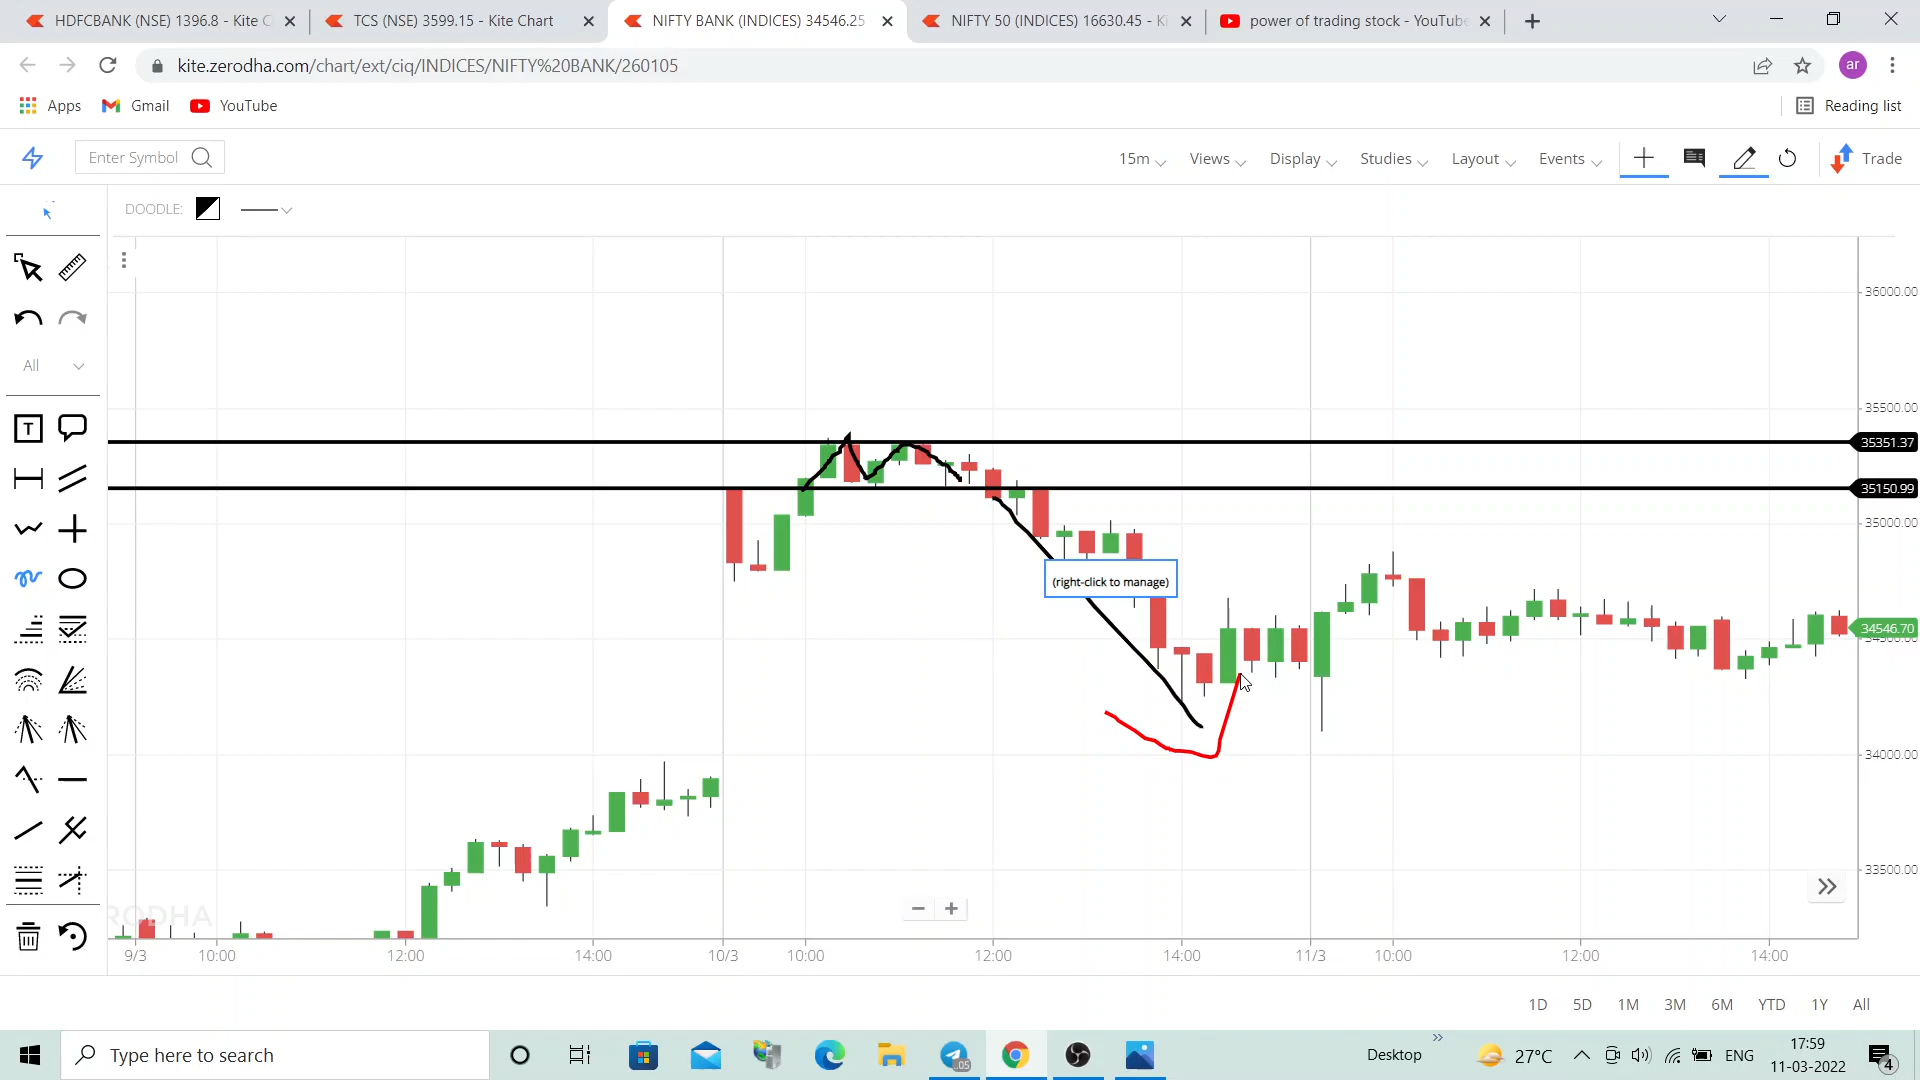 HDFCBANK (NSE) 1396.8 - Kite C
TCS (NSE) 3599.15 - Kite Chart
NIFTY BANK (INDICES) 34546.25
NIFTY 50 (INDICES) 16630.45 - Ki
power of trading stock - YouTube
kite.zerodha.com/chart/ext/ciq/INDICES/NIFTY%20BANK/260105
ar
Apps
Gmail
YouTube
Reading list
Enter Symbol
15m
Views
Display
Studies
Layout
Events
Trade
DOODLE:
All
T
36000.00
35500.00
35351.37
35150.99
35000.00
(right-click to manage)
34546.70
34000.00
33500.00
RODHA
9/3
10:00
12:00
14:00
10/3
10:00
12:00
14:00
11/3
10:00
12:00
14:00
1D
5D
1M
3M
6M
YTD
1Y
All
Type here to search
.05
Desktop
27°C
ENG
17:59
11-03-2022
4